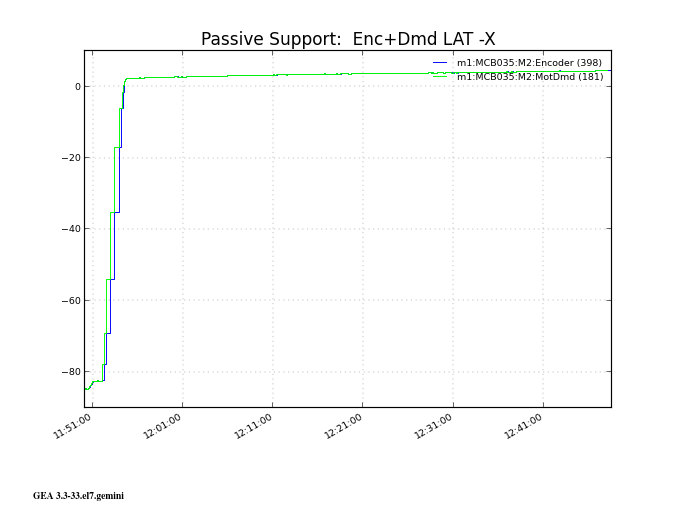 Passive Support:  Enc+Dmd LAT -X
m1:MCB035:M2:Encoder (398)
m1:MCB035:M2:MotDmd (181)
0
−20
−40
−60
−80
11:51:00
12:01:00
12:11:00
12:21:00
12:31:00
12:41:00
GEA 3.3-33.el7.gemini